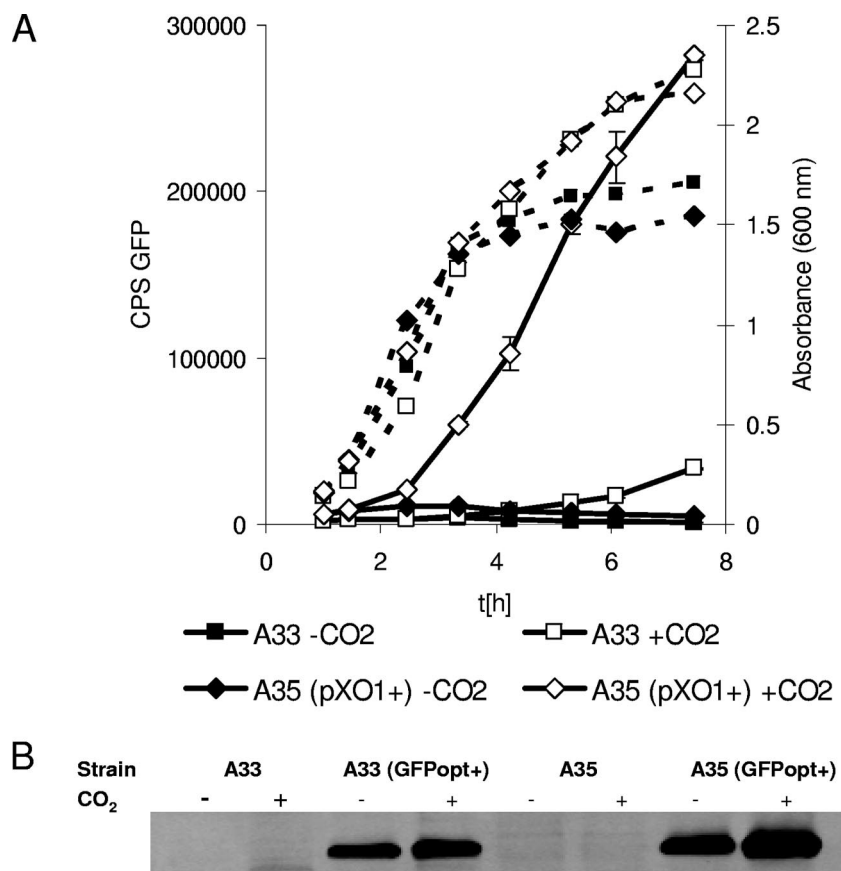 A
300000
200000
100000
0
CPS GFP
2.5
2
1.5
1
0.5
0
Absorbance (600 nm)
0 2 4 6 8
t[h]
A33 -CO2 A33 +CO2
A35 (pXO1+) -CO2 A35 (pXO1+) +CO2
B
Strain A33 A33 (GFPopt+) A35 A35 (GFPopt+)
CO₂ - + - + - + - +